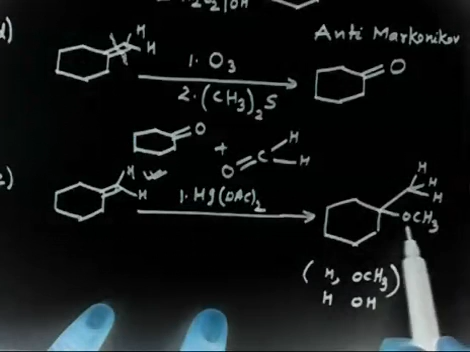 d)
Anti Markonikov
H
H
1. O3
2. (CH3)2S
O
O
+
O
C
H
H
e)
H
H
1. Hg(OAC)2
H
H
H
OCH3
(H, OCH3)
H OH